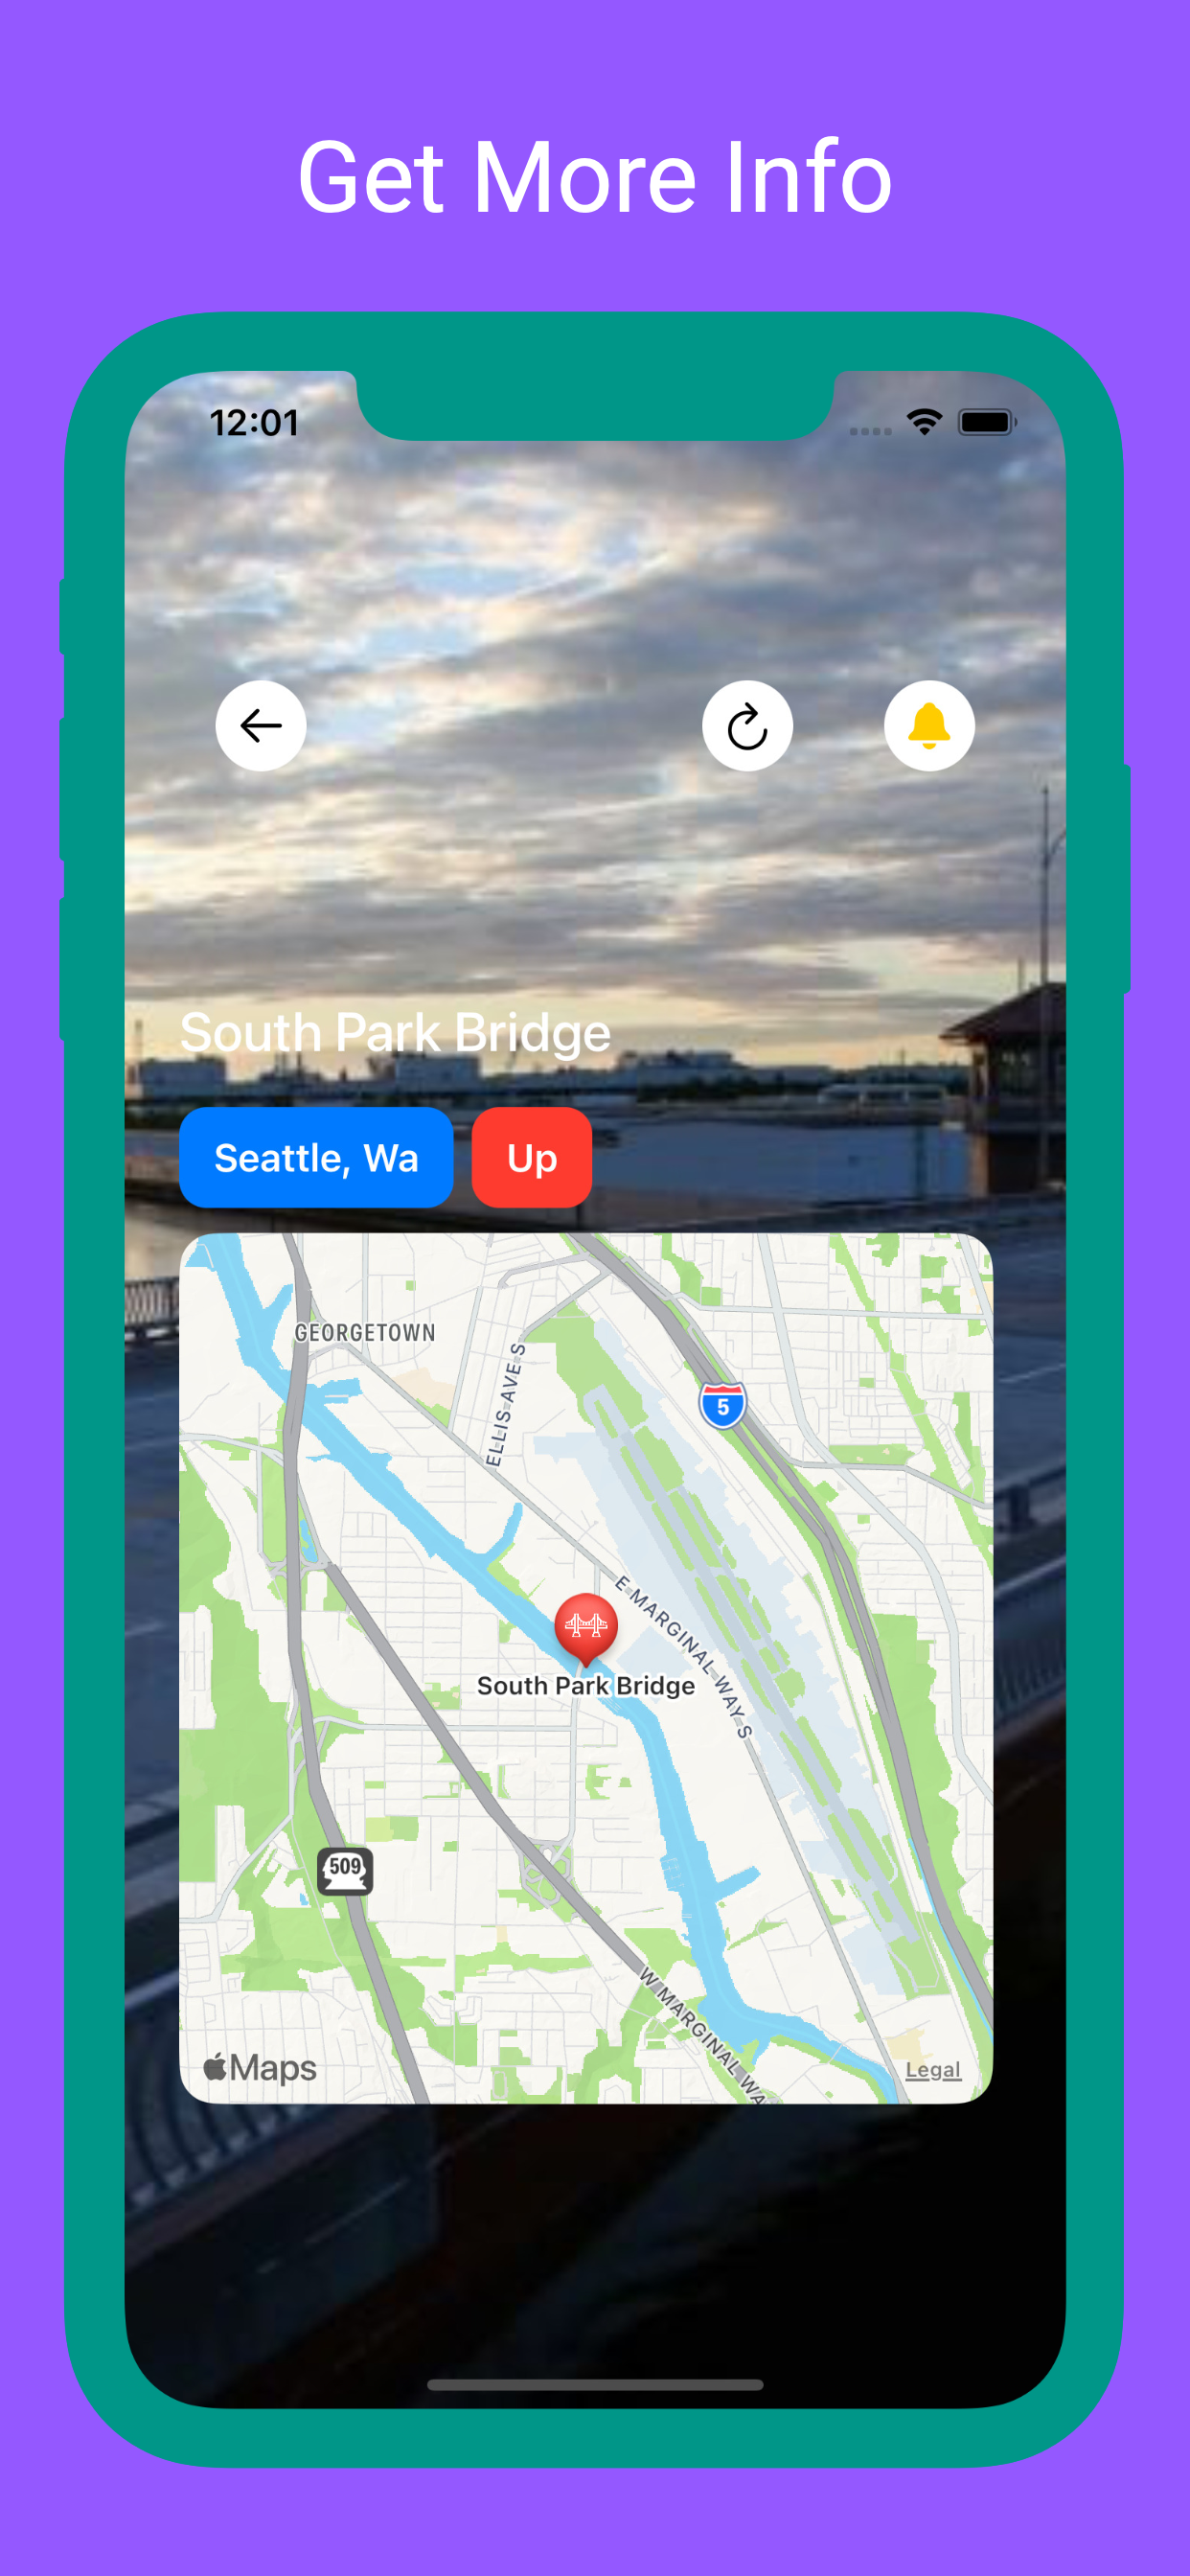 Get More Info
12:01
South Park Bridge
Seattle, Wa
Up
GEORGETOWN
ELLIS AVE S
5
E MARGINAL WAY S
South Park Bridge
509
W MARGINAL WA
Maps
Legal